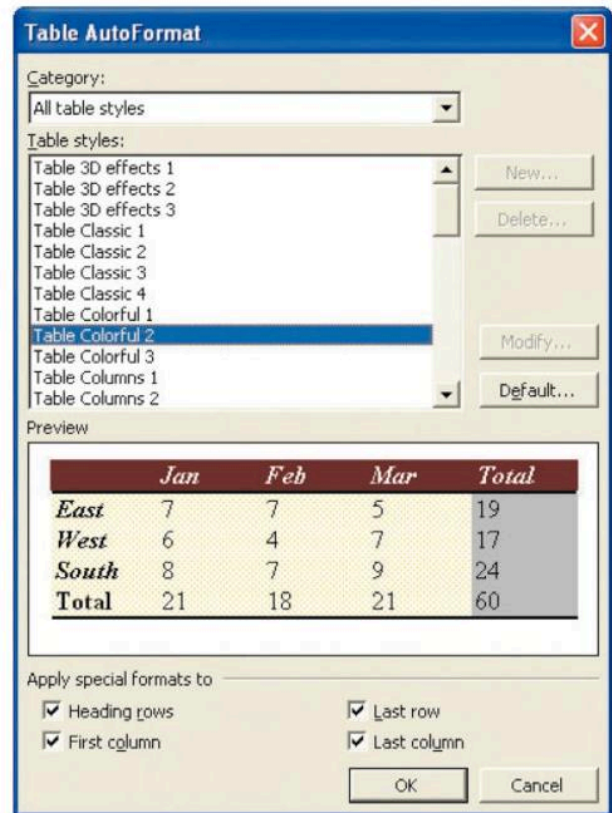 Table AutoFormat
Category:
All table styles
Table styles:
Table 3D effects 1
Table 3D effects 2
Table 3D effects 3
Table Classic 1
Table Classic 2
Table Classic 3
Table Classic 4
Table Colorful 1
Table Colorful 2
Table Colorful 3
Table Columns 1
Table Columns 2
New...
Delete...
Modify...
Default...
Preview
Jan Feb Mar Total
East 7 7 5 19
West 6 4 7 17
South 8 7 9 24
Total 21 18 21 60
Apply special formats to
Heading rows Last row
First column Last column
OK Cancel